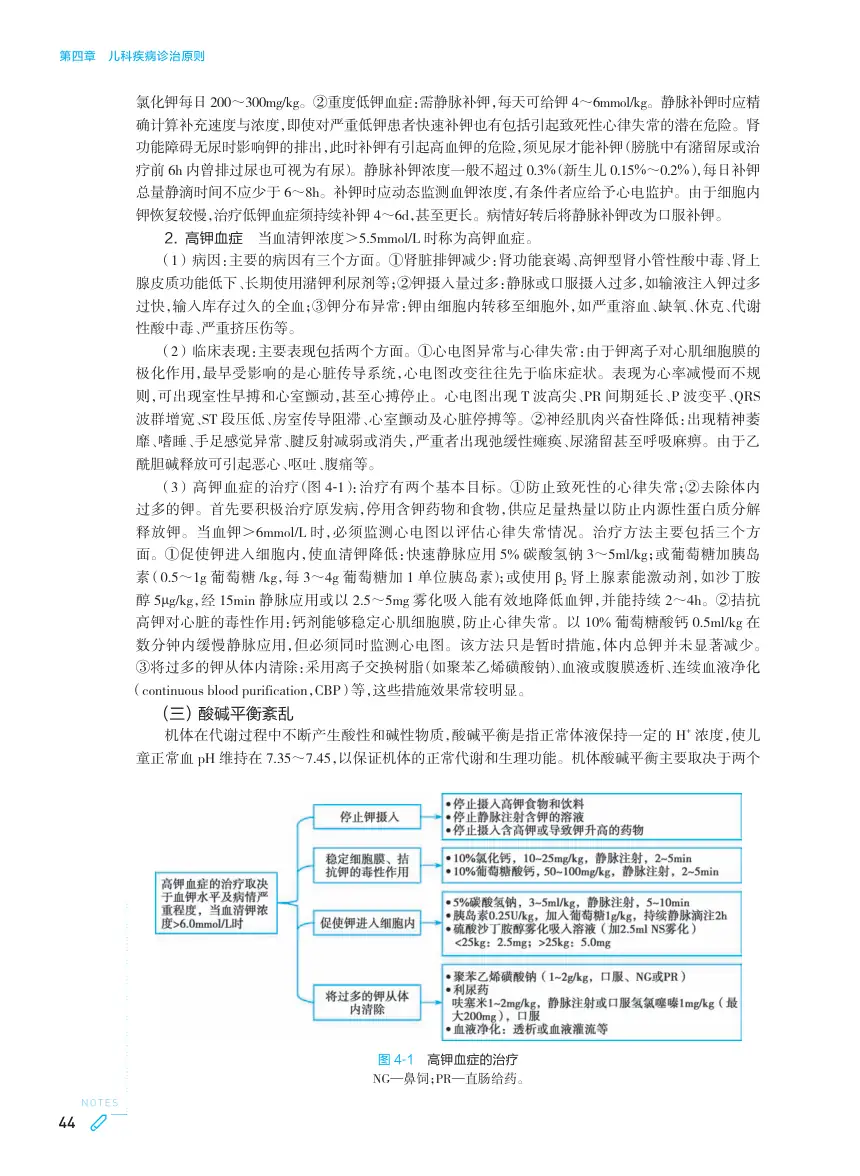 第四章 儿科疾病诊治原则
氯化钾每日 200～300mg/kg。②重度低钾血症：需静脉补钾，每天可给钾 4～6mmol/kg。静脉补钾时应精
确计算补充速度与浓度，即使对严重低钾患者快速补钾也有包括引起致死性心律失常的潜在危险。肾
功能障碍无尿时影响钾的排出，此时补钾有引起高血钾的危险，须见尿才能补钾（膀胱中有潴留尿或治
疗前 6h 内曾排过尿也可视为有尿）。静脉补钾浓度一般不超过 0.3%（新生儿 0.15%～0.2%），每日补钾
总量静滴时间不应少于 6～8h。补钾时应动态监测血钾浓度，有条件者应给予心电监护。由于细胞内
钾恢复较慢，治疗低钾血症须持续补钾 4～6d，甚至更长。病情好转后将静脉补钾改为口服补钾。
2. 高钾血症 当血清钾浓度＞5.5mmol/L 时称为高钾血症。
（1）病因：主要的病因有三个方面。①肾脏排钾减少：肾功能衰竭、高钾型肾小管性酸中毒、肾上
腺皮质功能低下、长期使用潴钾利尿剂等；②钾摄入量过多：静脉或口服摄入过多，如输液注入钾过多
过快，输入库存过久的全血；③钾分布异常：钾由细胞内转移至细胞外，如严重溶血、缺氧、休克、代谢
性酸中毒、严重挤压伤等。
（2）临床表现：主要表现包括两个方面。①心电图异常与心律失常：由于钾离子对心肌细胞膜的
极化作用，最早受影响的是心脏传导系统，心电图改变往往先于临床症状。表现为心率减慢而不规
则，可出现室性早搏和心室颤动，甚至心搏停止。心电图出现 T 波高尖、PR 间期延长、P 波变平、QRS
波群增宽、ST 段压低、房室传导阻滞、心室颤动及心脏停搏等。②神经肌肉兴奋性降低：出现精神萎
靡、嗜睡、手足感觉异常、腱反射减弱或消失，严重者出现弛缓性瘫痪、尿潴留甚至呼吸麻痹。由于乙
酰胆碱释放可引起恶心、呕吐、腹痛等。
（3）高钾血症的治疗（图 4-1）：治疗有两个基本目标。①防止致死性的心律失常；②去除体内
过多的钾。首先要积极治疗原发病，停用含钾药物和食物，供应足量热量以防止内源性蛋白质分解
释放钾。当血钾＞6mmol/L 时，必须监测心电图以评估心律失常情况。治疗方法主要包括三个方
面。①促使钾进入细胞内，使血清钾降低：快速静脉应用 5% 碳酸氢钠 3～5ml/kg；或葡萄糖加胰岛
素（0.5～1g 葡萄糖 /kg，每 3～4g 葡萄糖加 1 单位胰岛素）；或使用 β₂ 肾上腺素能激动剂，如沙丁胺
醇 5μg/kg，经 15min 静脉应用或以 2.5～5mg 雾化吸入能有效地降低血钾，并能持续 2～4h。②拮抗
高钾对心脏的毒性作用：钙剂能够稳定心肌细胞膜，防止心律失常。以 10% 葡萄糖酸钙 0.5ml/kg 在
数分钟内缓慢静脉应用，但必须同时监测心电图。该方法只是暂时措施，体内总钾并未显著减少。
③将过多的钾从体内清除：采用离子交换树脂（如聚苯乙烯磺酸钠）、血液或腹膜透析、连续血液净化
（continuous blood purification，CBP）等，这些措施效果常较明显。
（三）酸碱平衡紊乱
机体在代谢过程中不断产生酸性和碱性物质，酸碱平衡是指正常体液保持一定的 H⁺ 浓度，使儿
童正常血 pH 维持在 7.35～7.45，以保证机体的正常代谢和生理功能。机体酸碱平衡主要取决于两个
高钾血症的治疗取决
于血钾水平及病情严
重程度，当血清钾浓
度>6.0mmol/L时
停止钾摄入
•停止摄入高钾食物和饮料
•停止静脉注射含钾的溶液
•停止摄入含高钾或导致钾升高的药物
稳定细胞膜、拮
抗钾的毒性作用
•10%氯化钙，10~25mg/kg，静脉注射，2~5min
•10%葡萄糖酸钙，50~100mg/kg，静脉注射，2~5min
促使钾进入细胞内
•5%碳酸氢钠，3~5ml/kg，静脉注射，5~10min
•胰岛素0.25U/kg，加入葡萄糖1g/kg，持续静脉滴注2h
•硫酸沙丁胺醇雾化吸入溶液（加2.5ml NS雾化）
<25kg：2.5mg；>25kg：5.0mg
将过多的钾从体
内清除
•聚苯乙烯磺酸钠（1~2g/kg，口服、NG或PR）
•利尿药
呋塞米1~2mg/kg，静脉注射或口服氢氯噻嗪1mg/kg（最
大200mg），口服
•血液净化：透析或血液灌流等
图 4-1 高钾血症的治疗
NG—鼻饲；PR—直肠给药。
NOTES
44